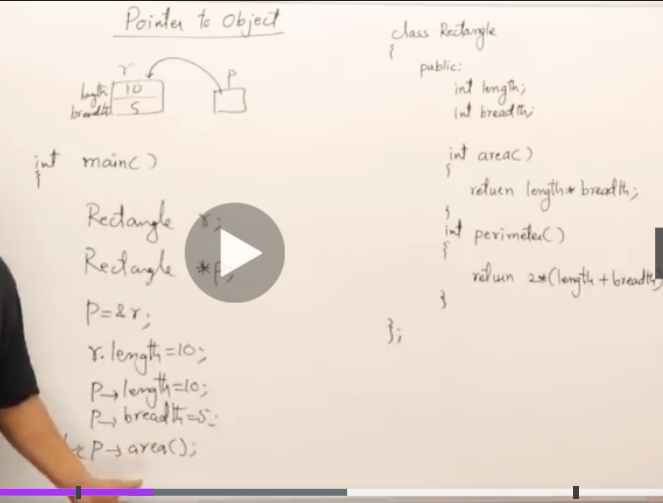 Pointer to Object
r
P
length 10
breadth 5
int main()
{
Rectangle r;
Rectangle *p;
P=&r;
r.length=10;
P→length=10;
P→breadth=5;
P→area();
class Rectangle
{
public:
int length;
int breadth;
int area()
{
return length* breadth;
}
int perimeter()
{
return 2*(length+breadth)
}
};